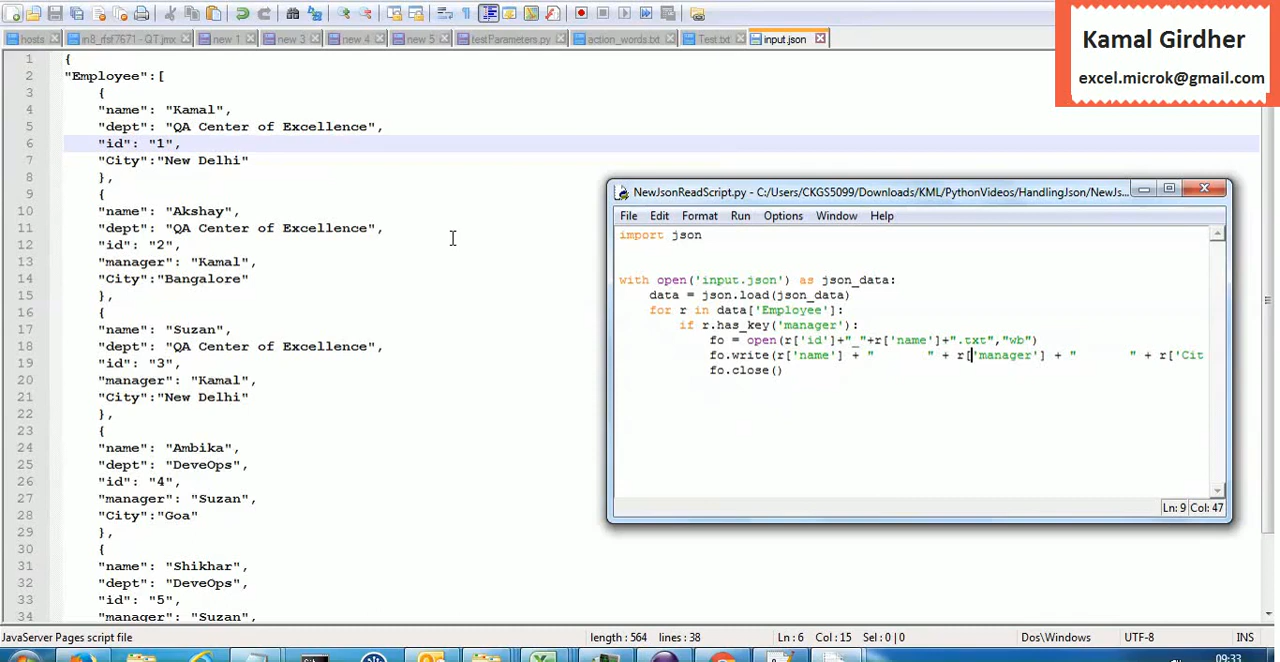 Kamal Girdher
excel.microk@gmail.com
hosts
new 1
new 3
new 4
new 5
testParameters.py
action_words.txt
Test.txt
input.json
1 {
2 "Employee":[
3 {
4 "name": "Kamal",
5 "dept": "QA Center of Excellence",
6 "id": "1",
7 "City":"New Delhi"
8 },
9 {
10 "name": "Akshay",
11 "dept": "QA Center of Excellence",
12 "id": "2",
13 "manager": "Kamal",
14 "City":"Bangalore"
15 },
16 {
17 "name": "Suzan",
18 "dept": "QA Center of Excellence",
19 "id": "3",
20 "manager": "Kamal",
21 "City":"New Delhi"
22 },
23 {
24 "name": "Ambika",
25 "dept": "DeveOps",
26 "id": "4",
27 "manager": "Suzan",
28 "City":"Goa"
29 },
30 {
31 "name": "Shikhar",
32 "dept": "DeveOps",
33 "id": "5",
34 "manager": "Suzan",
NewJsonReadScript.py - C:/Users/CKGS5099/Downloads/KML/PythonVideos/HandlingJson/NewJs...
File Edit Format Run Options Window Help
import json
with open('input.json') as json_data:
data = json.load(json_data)
for r in data['Employee']:
if r.has_key('manager'):
fo = open(r['id']+"_"+r['name']+".txt","wb")
fo.write(r['name'] + " " + r['manager'] + " " + r['Cit
fo.close()
Ln: 9 Col: 47
JavaServer Pages script file length : 564 lines : 38 Ln : 6 Col : 15 Sel : 0 | 0 Dos\Windows UTF-8 INS
09:33